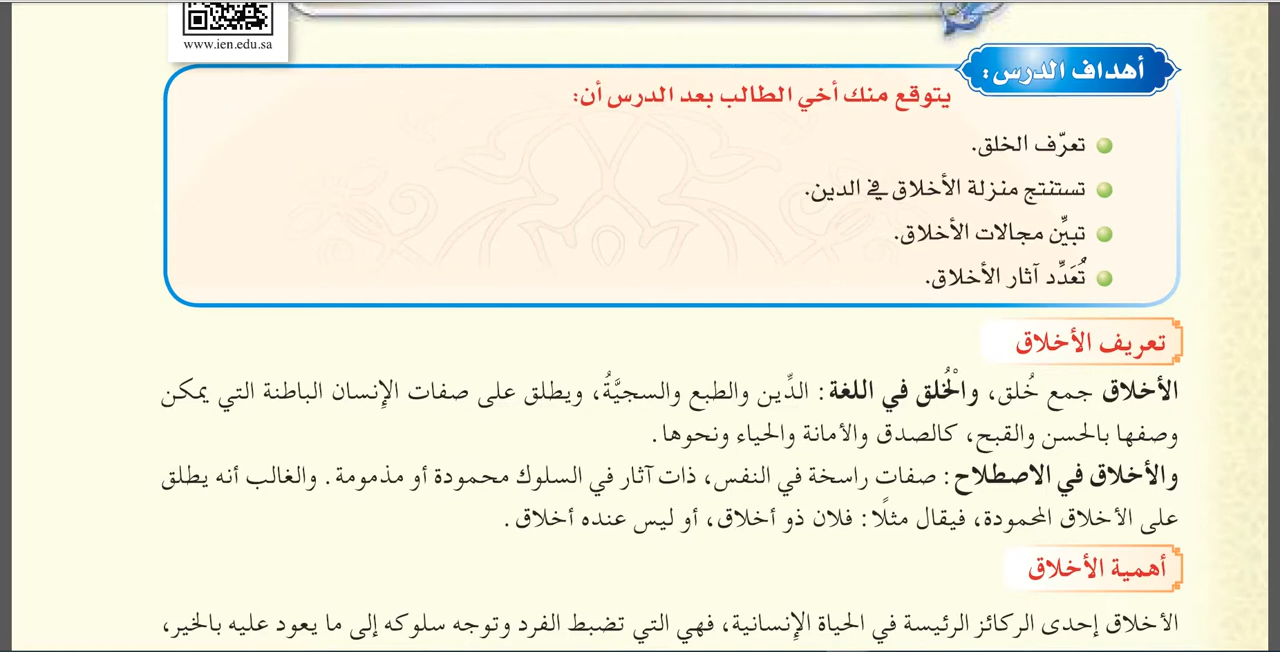 www.ien.edu.sa
أهداف الدرس:
يتوقع منك أخي الطالب بعد الدرس أن:
تعرّف الخلق.
تستنتج منزلة الأخلاق في الدين.
تبيِّن مجالات الأخلاق.
تُعَدِّد آثار الأخلاق.
تعريف الأخلاق
الأخلاق جمع خُلق، والْخُلق في اللغة: الدِّين والطبع والسجيَّةُ، ويطلق على صفات الإنسان الباطنة التي يمكن
وصفها بالحسن والقبح، كالصدق والأمانة والحياء ونحوها.
والأخلاق في الاصطلاح: صفات راسخة في النفس، ذات آثار في السلوك محمودة أو مذمومة. والغالب أنه يطلق
على الأخلاق المحمودة، فيقال مثلًا: فلان ذو أخلاق، أو ليس عنده أخلاق.
أهمية الأخلاق
الأخلاق إحدى الركائز الرئيسة في الحياة الإنسانية، فهي التي تضبط الفرد وتوجه سلوكه إلى ما يعود عليه بالخير،